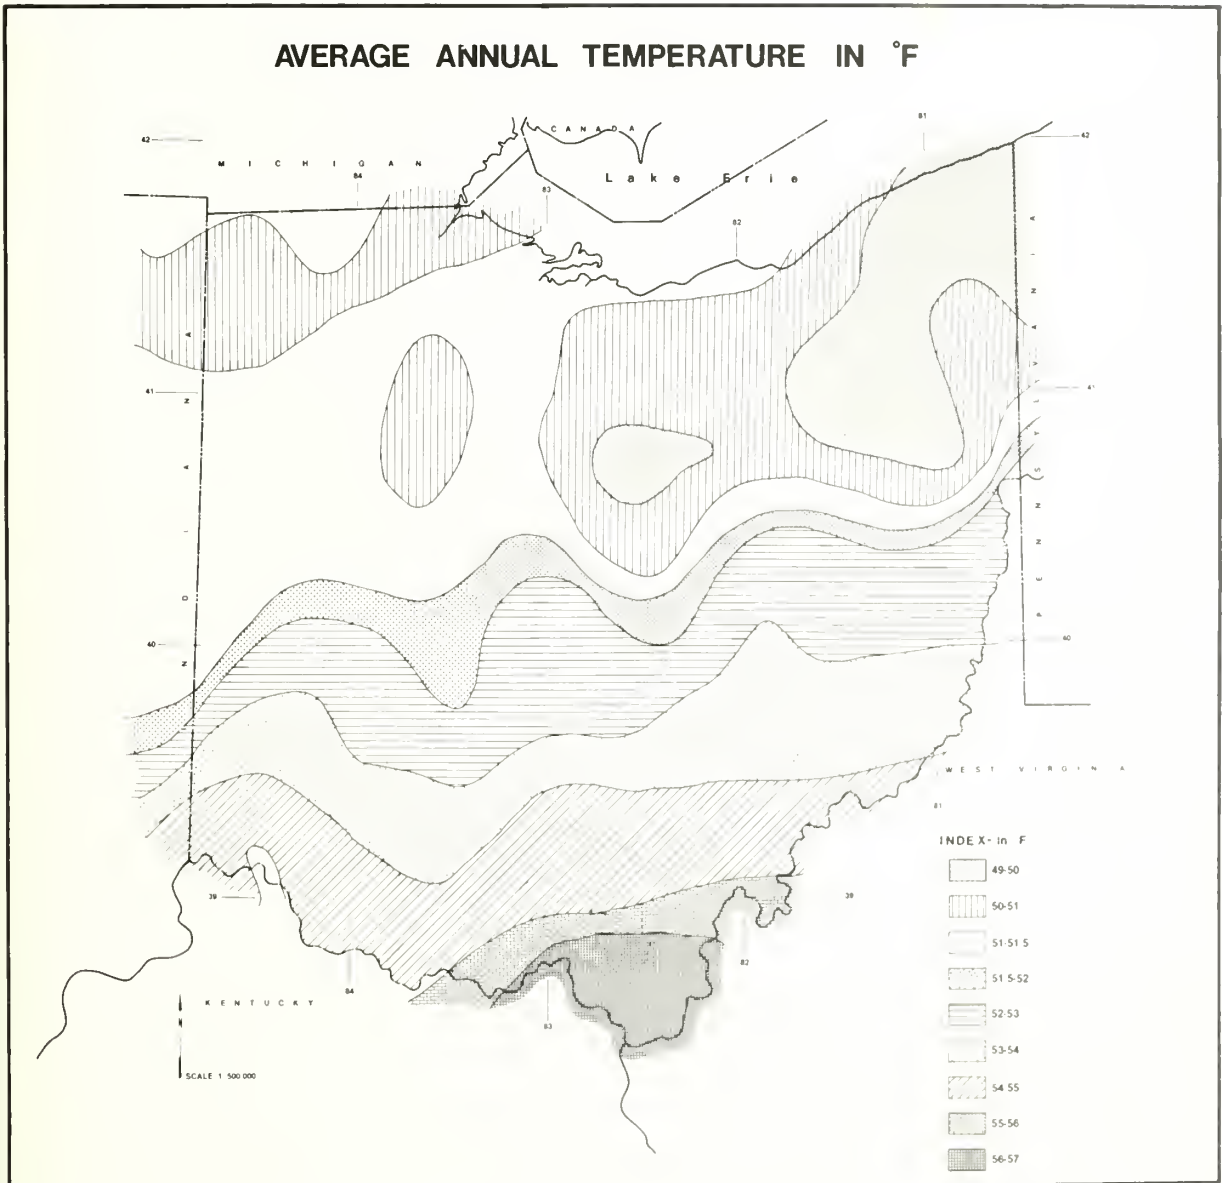 AVERAGE ANNUAL TEMPERATURE IN °F
CANADA
81
42
42
MICHIGAN
84
Lake Erie
83
82
INDIANA
PENNSYLVANIA
41
41
40
40
WEST VIRGINIA
81
39
39
82
84
83
KENTUCKY
SCALE 1 500 000
INDEX- in F
49-50
50-51
51-51 5
51 5-52
52-53
53-54
54 55
55-56
56-57